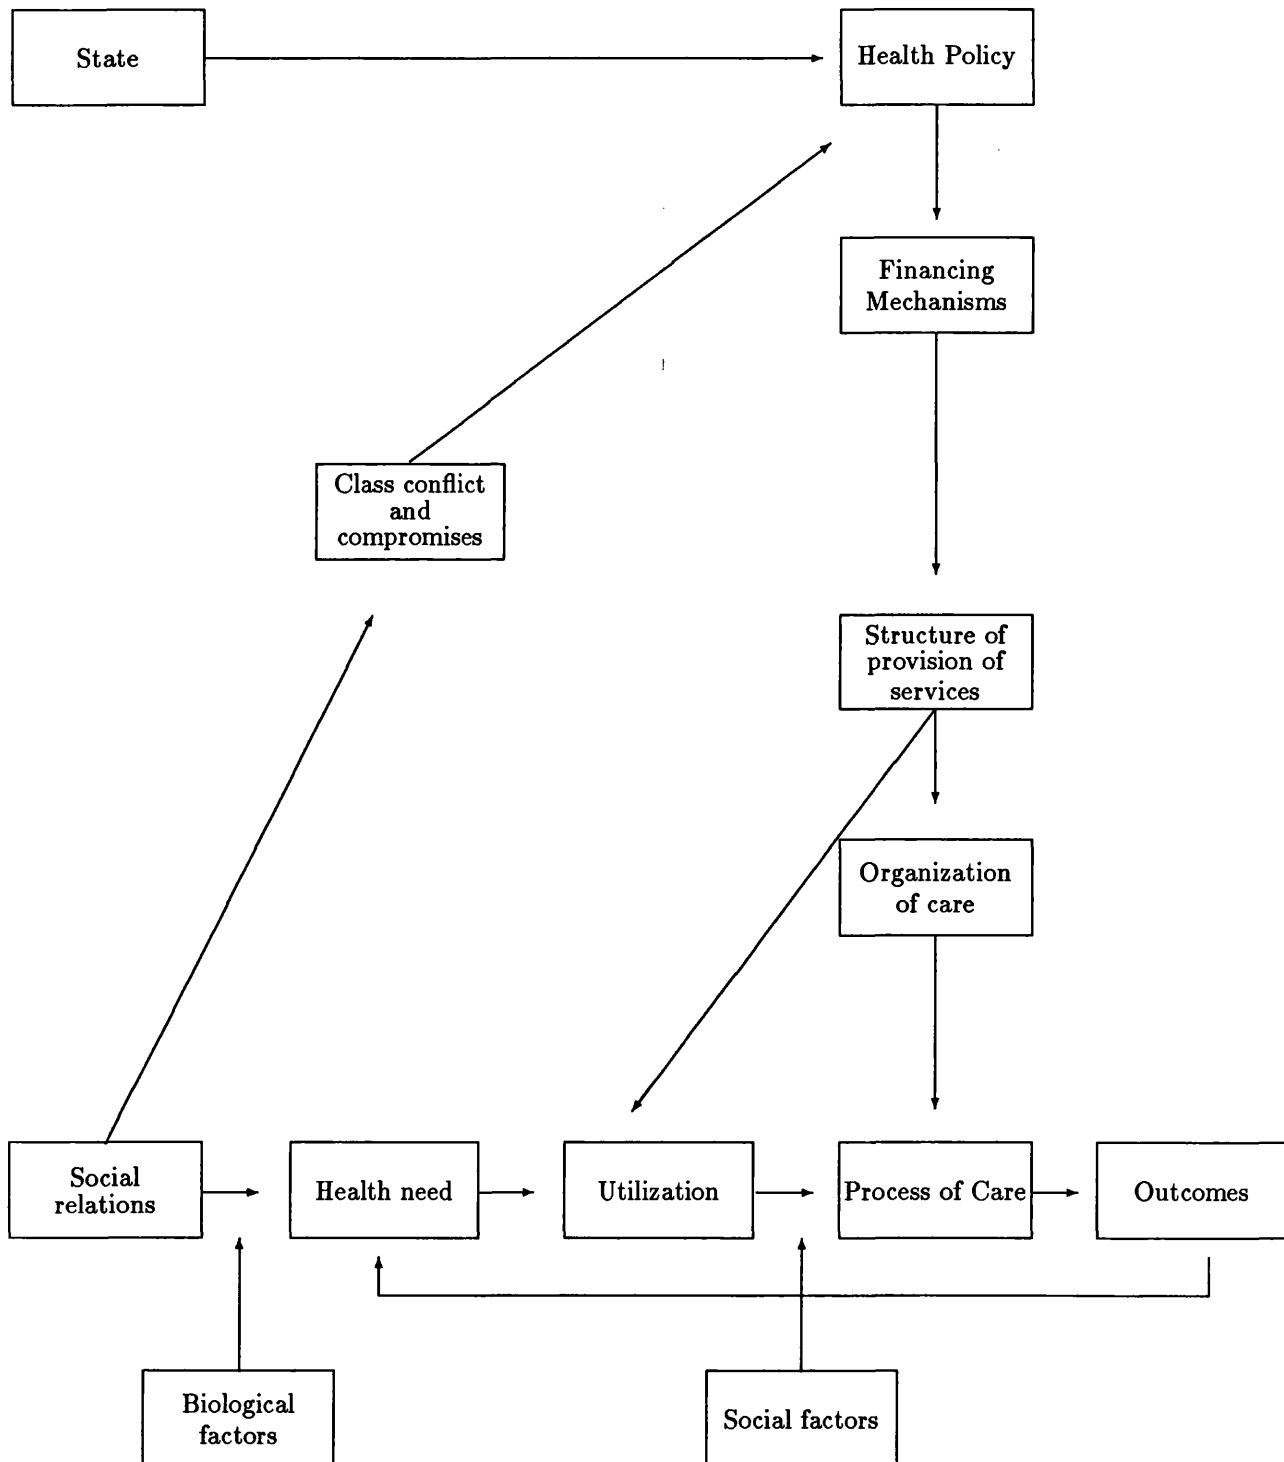 State
Health Policy
Financing
Mechanisms
Class conflict
and
compromises
Structure of
provision of
services
Organization
of care
Social
relations
Health need
Utilization
Process of Care
Outcomes
Biological
factors
Social factors